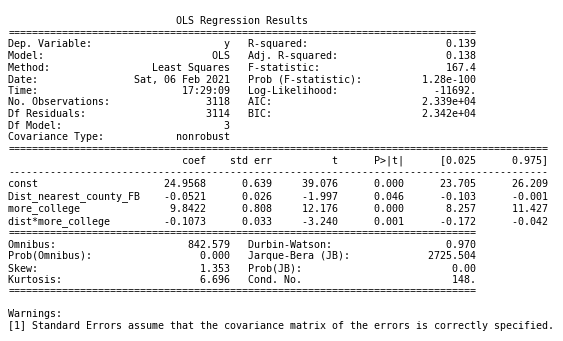 OLS Regression Results
==============================================================================
Dep. Variable: y R-squared: 0.139
Model: OLS Adj. R-squared: 0.138
Method: Least Squares F-statistic: 167.4
Date: Sat, 06 Feb 2021 Prob (F-statistic): 1.28e-100
Time: 17:29:09 Log-Likelihood: -11692.
No. Observations: 3118 AIC: 2.339e+04
Df Residuals: 3114 BIC: 2.342e+04
Df Model: 3
Covariance Type: nonrobust
==========================================================================================
coef std err t P>|t| [0.025 0.975]
------------------------------------------------------------------------------------------
const 24.9568 0.639 39.076 0.000 23.705 26.209
Dist_nearest_county_FB -0.0521 0.026 -1.997 0.046 -0.103 -0.001
more_college 9.8422 0.808 12.176 0.000 8.257 11.427
dist*more_college -0.1073 0.033 -3.240 0.001 -0.172 -0.042
==============================================================================
Omnibus: 842.579 Durbin-Watson: 0.970
Prob(Omnibus): 0.000 Jarque-Bera (JB): 2725.504
Skew: 1.353 Prob(JB): 0.00
Kurtosis: 6.696 Cond. No. 148.
==============================================================================
Warnings:
[1] Standard Errors assume that the covariance matrix of the errors is correctly specified.